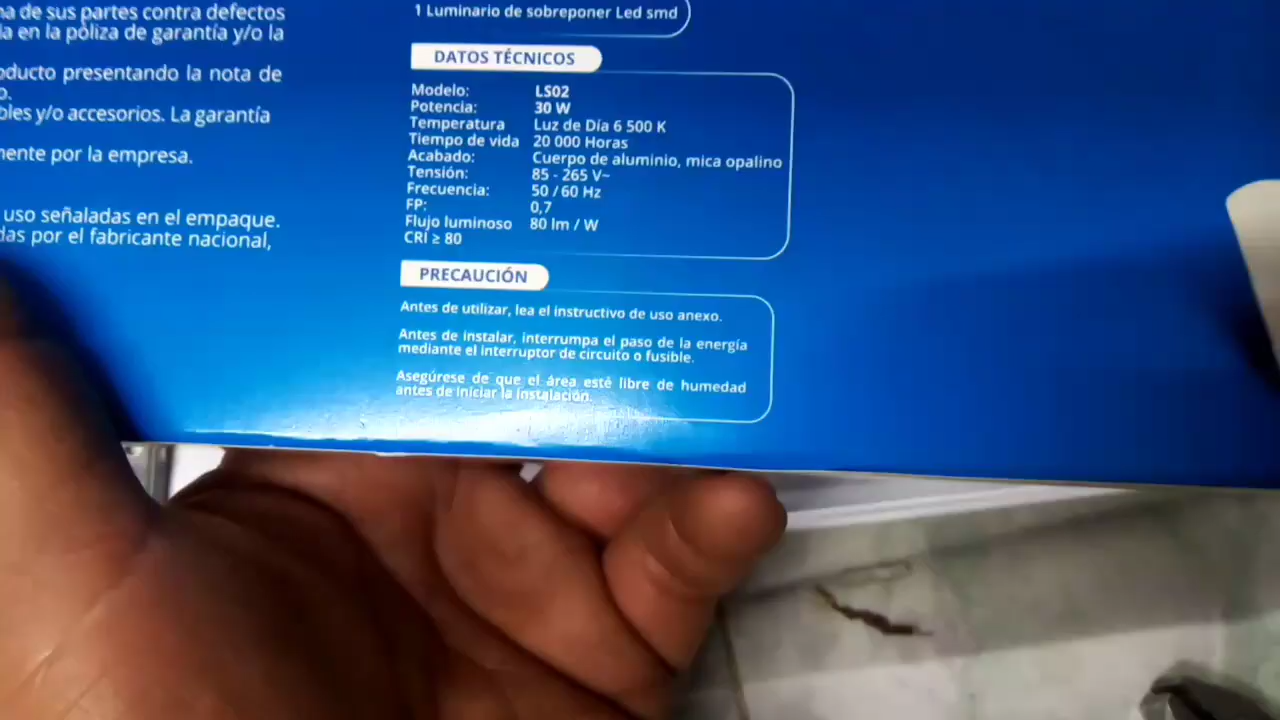 de sus partes contra defectos
en la póliza de garantía y/o la
presentando la nota de
y/o accesorios. La garantía
por la empresa.
uso señaladas en el empaque.
por el fabricante nacional,
1 Luminario de sobreponer Led smd
DATOS TÉCNICOS
Modelo: LS02
Potencia: 30 W
Temperatura Luz de Día 6 500 K
Tiempo de vida 20 000 Horas
Acabado: Cuerpo de aluminio, mica opalino
Tensión: 85 - 265 V~
Frecuencia: 50 / 60 Hz
FP: 0,7
Flujo luminoso 80 lm / W
CRI ≥ 80
PRECAUCIÓN
Antes de utilizar, lea el instructivo de uso anexo.
Antes de instalar, interrumpa el paso de la energía
mediante el interruptor de circuito o fusible.
Asegúrese de que el área esté libre de humedad
antes de iniciar la instalación.